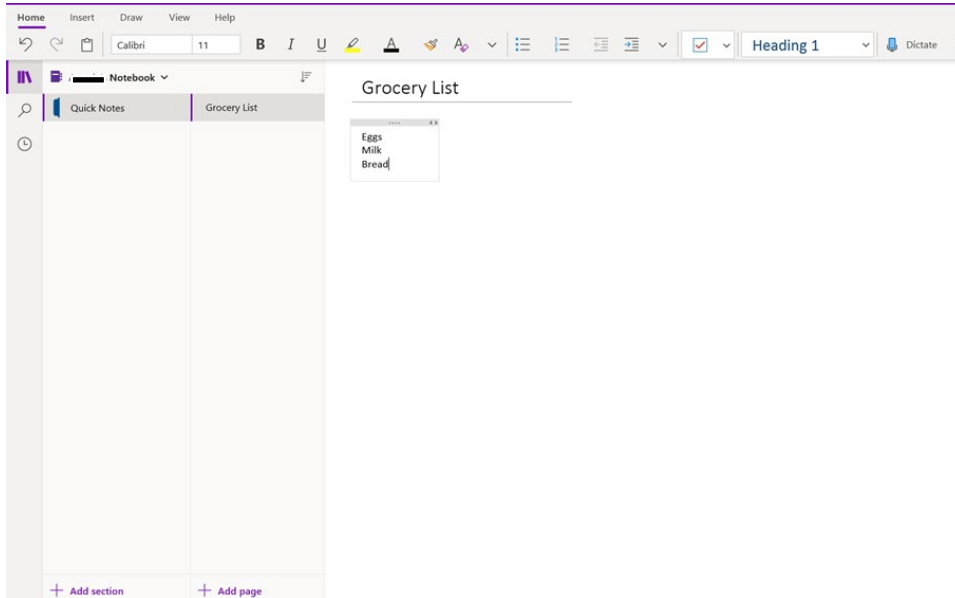 Home Insert Draw View Help
Calibri 11 B I U A A Heading 1 Dictate
Notebook
Quick Notes
Grocery List
Grocery List
Eggs
Milk
Bread
Add section
Add page